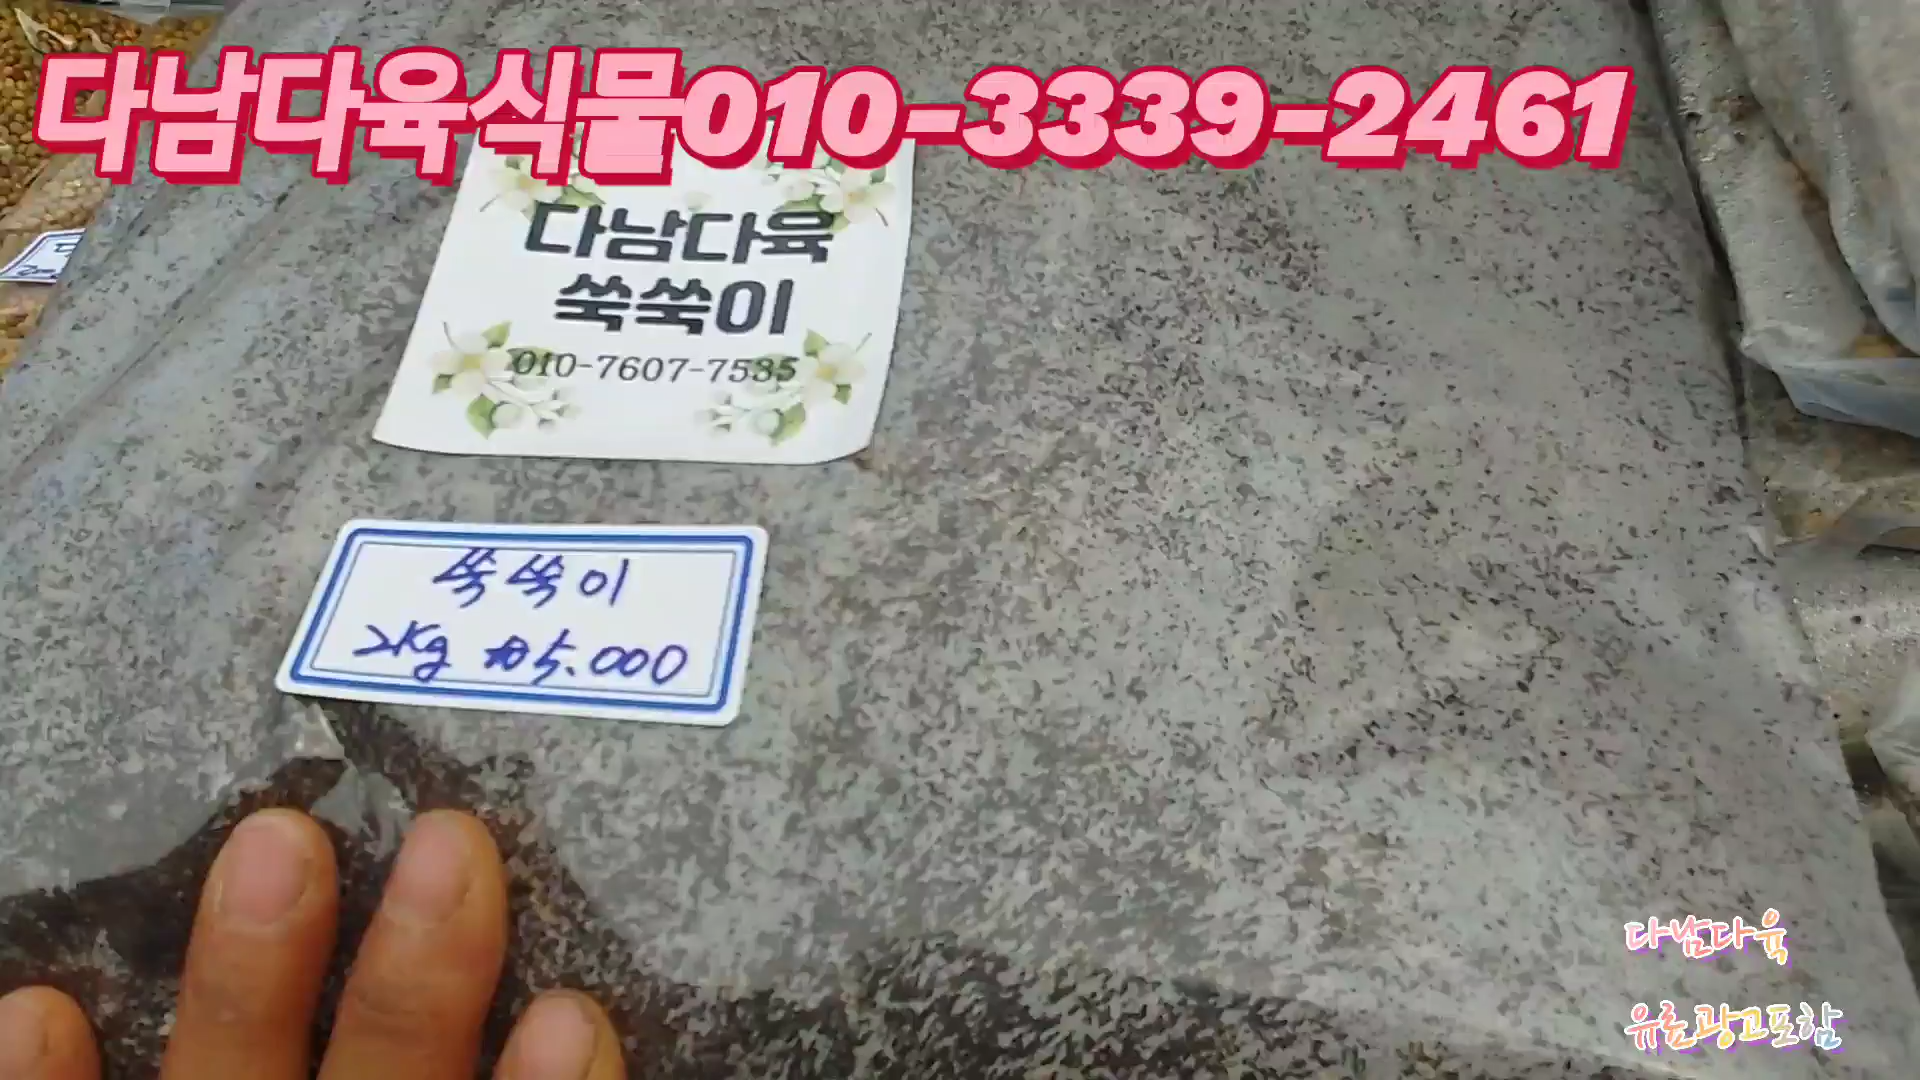 다남다육식물010-3339-2461
다남다육
쑥쑥이
010-7607-7535
쑥쑥이
2Kg ₩5.000
다남다육
유료광고포함